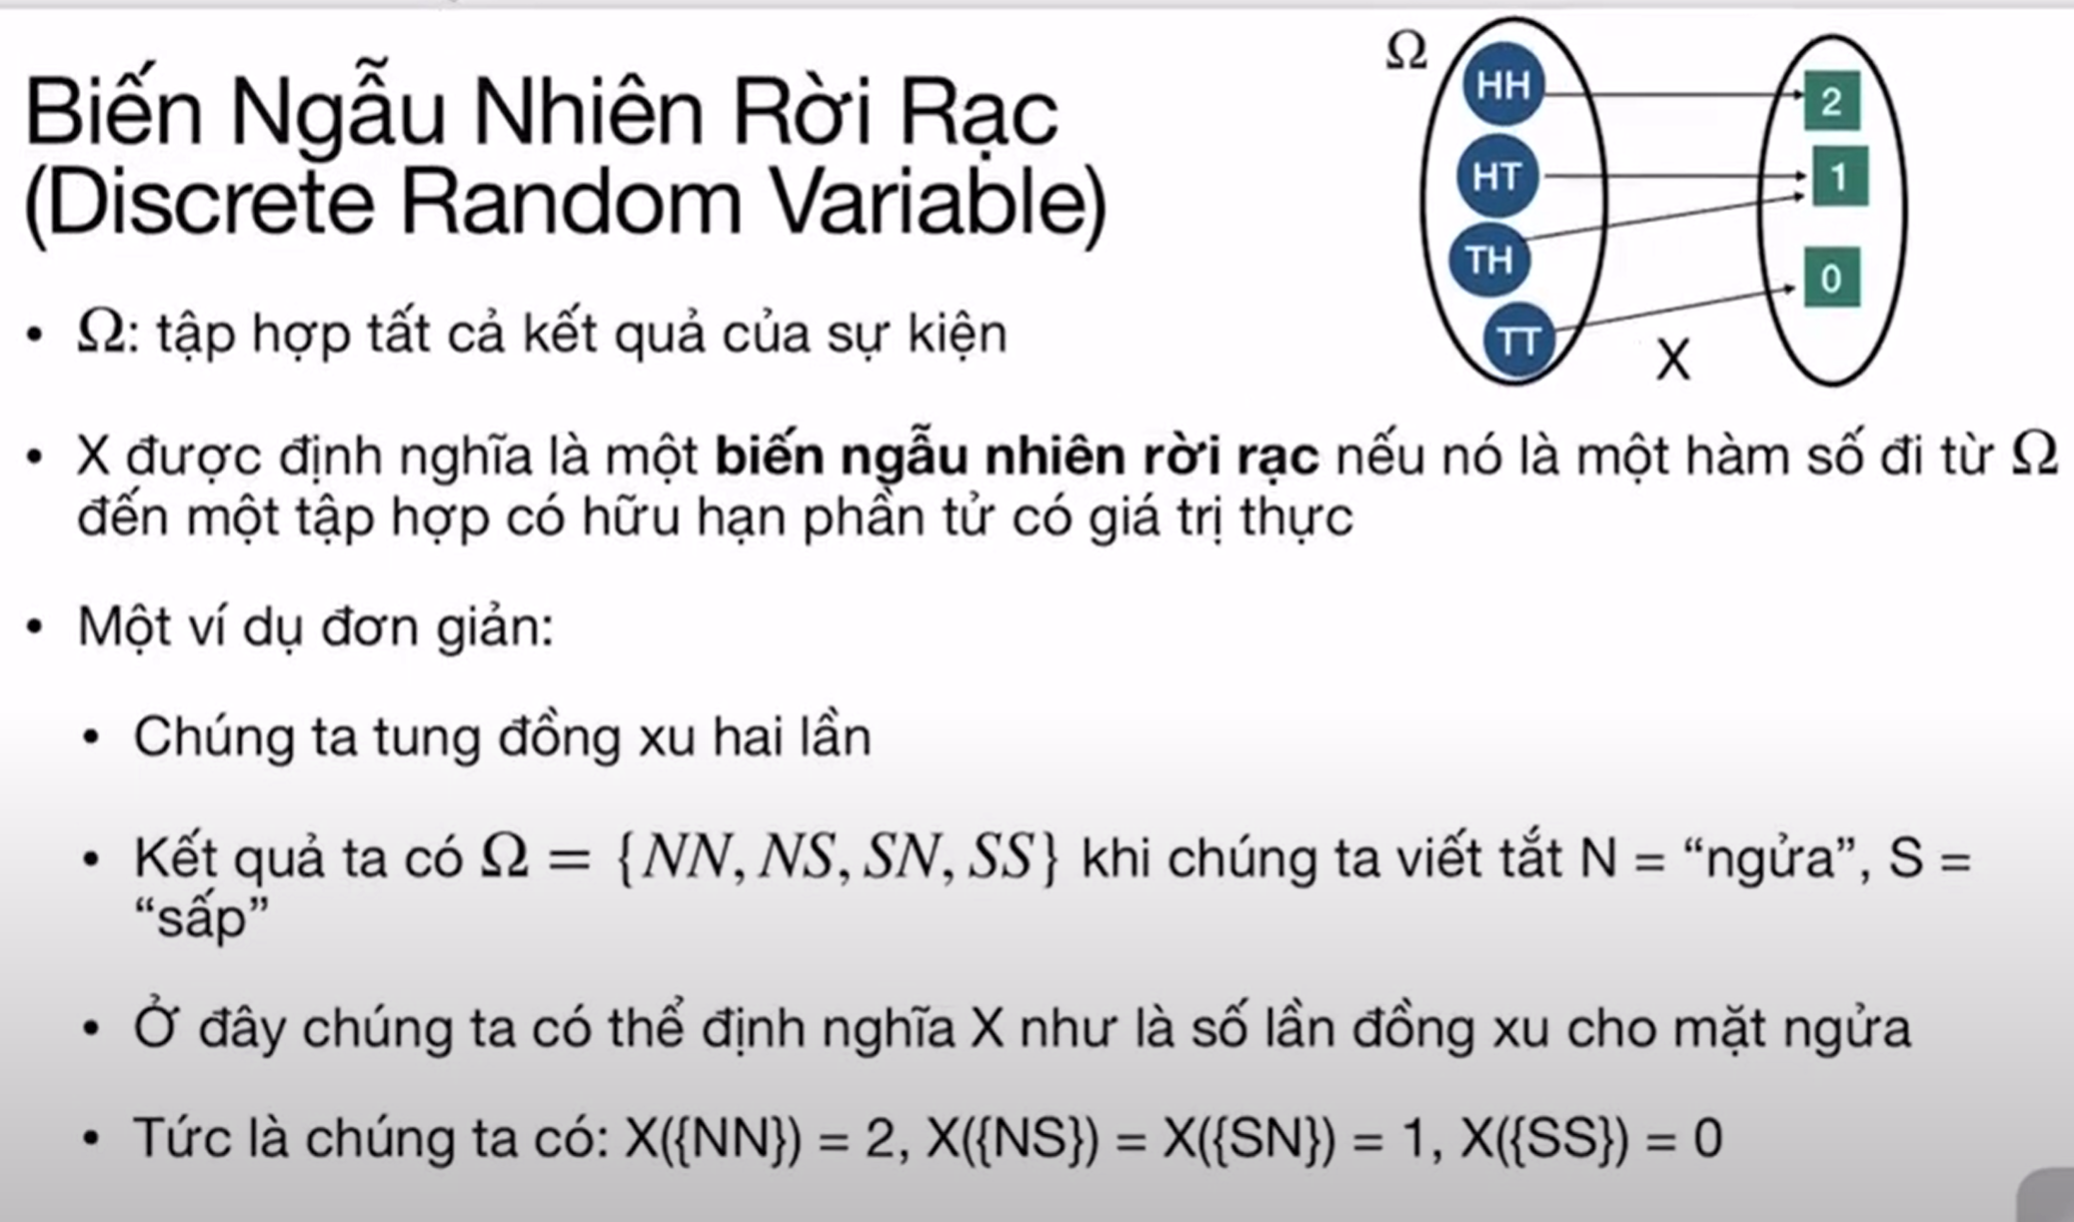 Biến Ngẫu Nhiên Rời Rạc
(Discrete Random Variable)
Ω
HH
HT
TH
TT
X
2
1
0
• Ω: tập hợp tất cả kết quả của sự kiện
• X được định nghĩa là một biến ngẫu nhiên rời rạc nếu nó là một hàm số đi từ Ω
đến một tập hợp có hữu hạn phần tử có giá trị thực
• Một ví dụ đơn giản:
• Chúng ta tung đồng xu hai lần
• Kết quả ta có Ω = {NN, NS, SN, SS} khi chúng ta viết tắt N = “ngửa”, S =
“sấp”
• Ở đây chúng ta có thể định nghĩa X như là số lần đồng xu cho mặt ngửa
• Tức là chúng ta có: X({NN}) = 2, X({NS}) = X({SN}) = 1, X({SS}) = 0